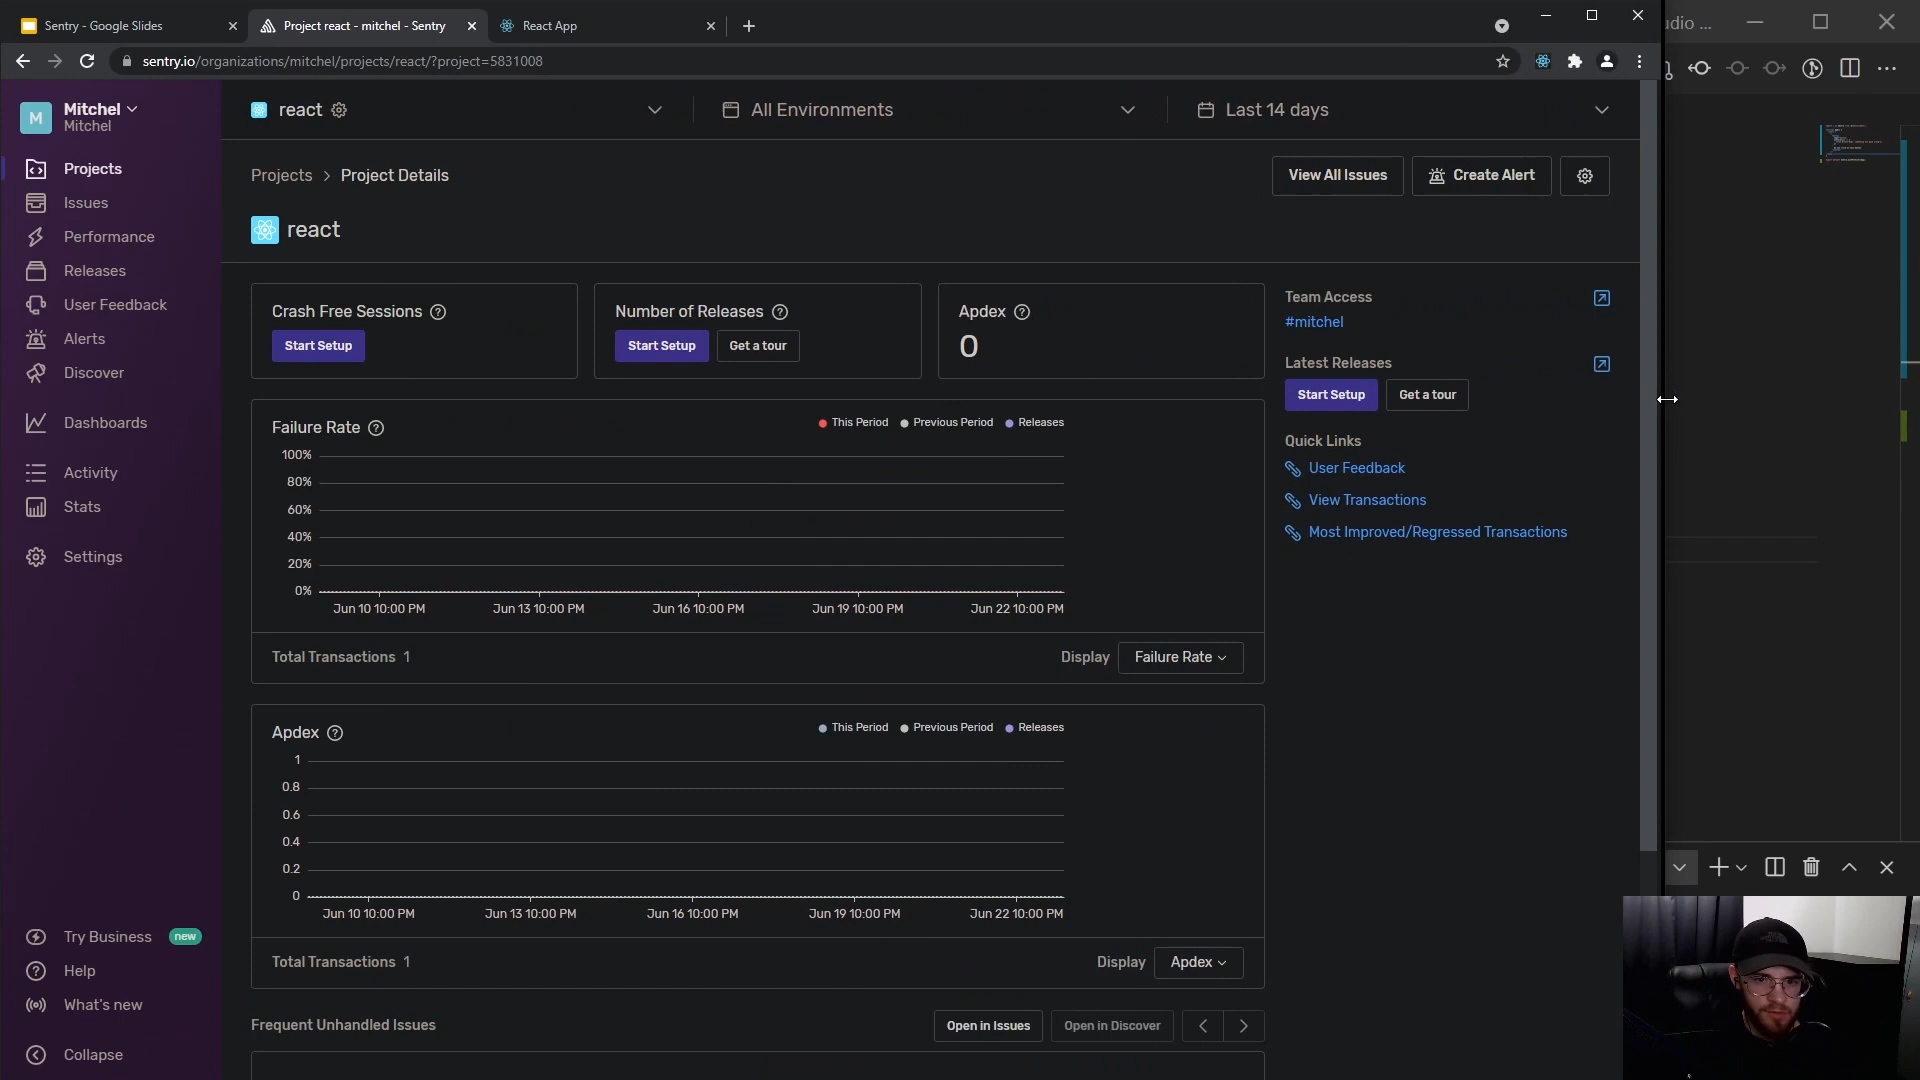 Sentry - Google Slides
Project react - mitchel - Sentry
React App
sentry.io/organizations/mitchel/projects/react/?project=5831008
M
Mitchel
Mitchel
react
All Environments
Last 14 days
Projects
Issues
Performance
Releases
User Feedback
Alerts
Discover
Dashboards
Activity
Stats
Settings
Try Business new
Help
What's new
Collapse
Projects > Project Details
View All Issues
Create Alert
react
Crash Free Sessions
Start Setup
Number of Releases
Start Setup
Get a tour
Apdex
0
Team Access
#mitchel
Latest Releases
Start Setup
Get a tour
Quick Links
User Feedback
View Transactions
Most Improved/Regressed Transactions
Failure Rate
This Period
Previous Period
Releases
100%
80%
60%
40%
20%
0%
Jun 10 10:00 PM
Jun 13 10:00 PM
Jun 16 10:00 PM
Jun 19 10:00 PM
Jun 22 10:00 PM
Total Transactions 1
Display
Failure Rate
Apdex
This Period
Previous Period
Releases
1
0.8
0.6
0.4
0.2
0
Jun 10 10:00 PM
Jun 13 10:00 PM
Jun 16 10:00 PM
Jun 19 10:00 PM
Jun 22 10:00 PM
Total Transactions 1
Display
Apdex
Frequent Unhandled Issues
Open in Issues
Open in Discover